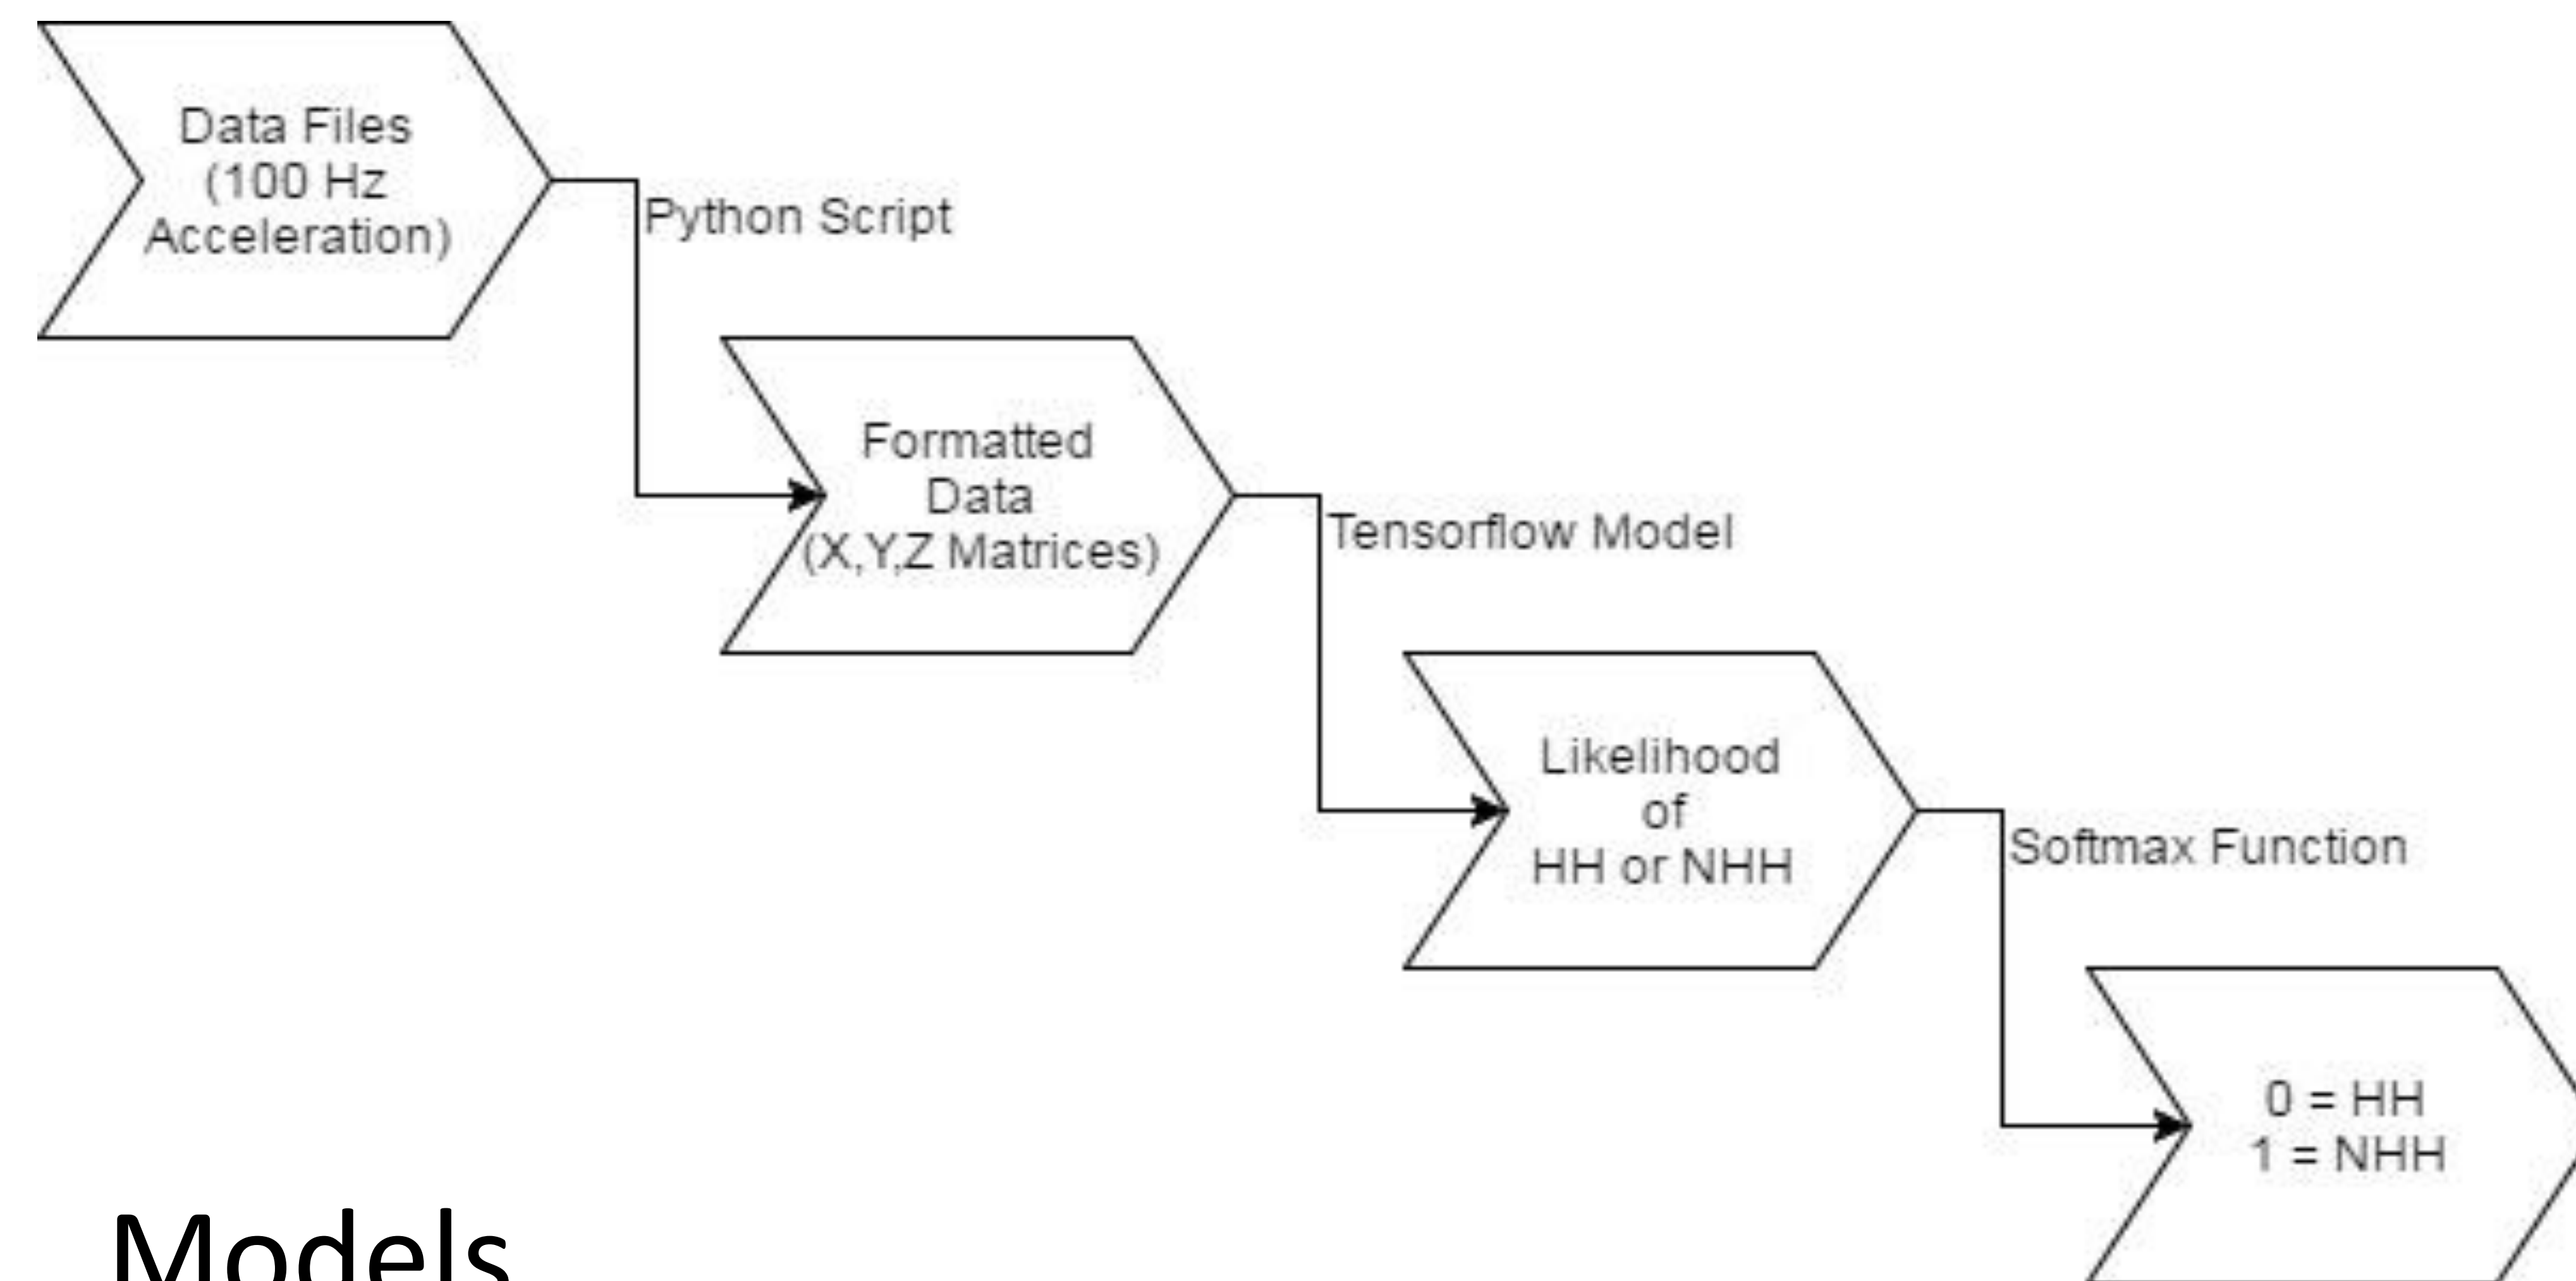 Data Files
(100 Hz
Acceleration)
Python Script
Formatted
Data
(X,Y,Z Matrices)
Tensorflow Model
Likelihood
of
HH or NHH
Softmax Function
0 = HH
1 = NHH
Models